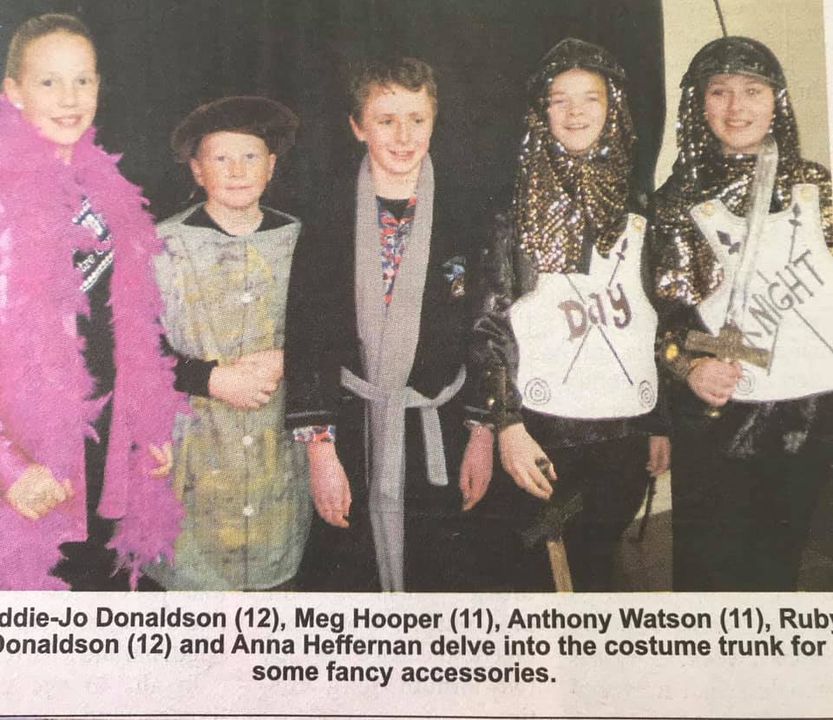 Day
KNIGHT
ddie-Jo Donaldson (12), Meg Hooper (11), Anthony Watson (11), Ruby
Donaldson (12) and Anna Heffernan delve into the costume trunk for
some fancy accessories.